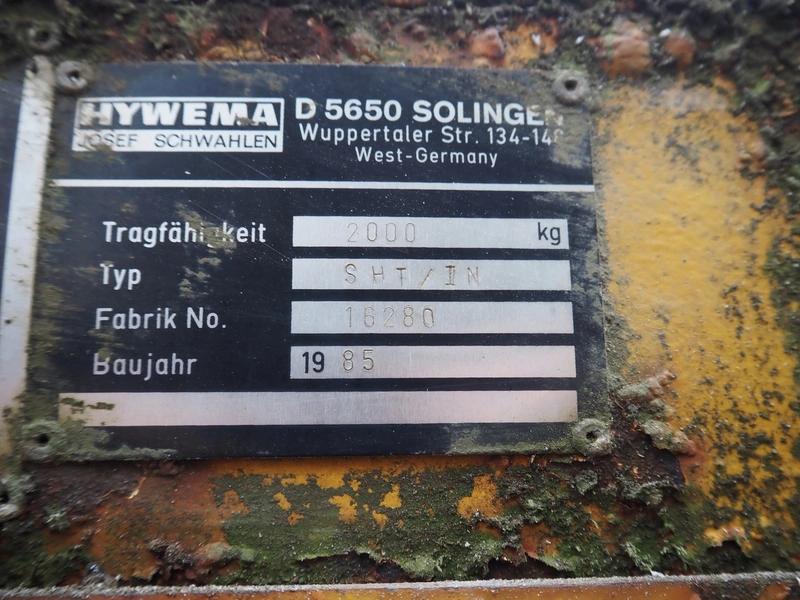 HYWEMA
JOSEF SCHWAHLEN
D 5650 SOLINGEN
Wuppertaler Str. 134-148
West-Germany
Tragfähigkeit 2000 kg
Typ SHT/IN
Fabrik No. 16280
Baujahr 19 85